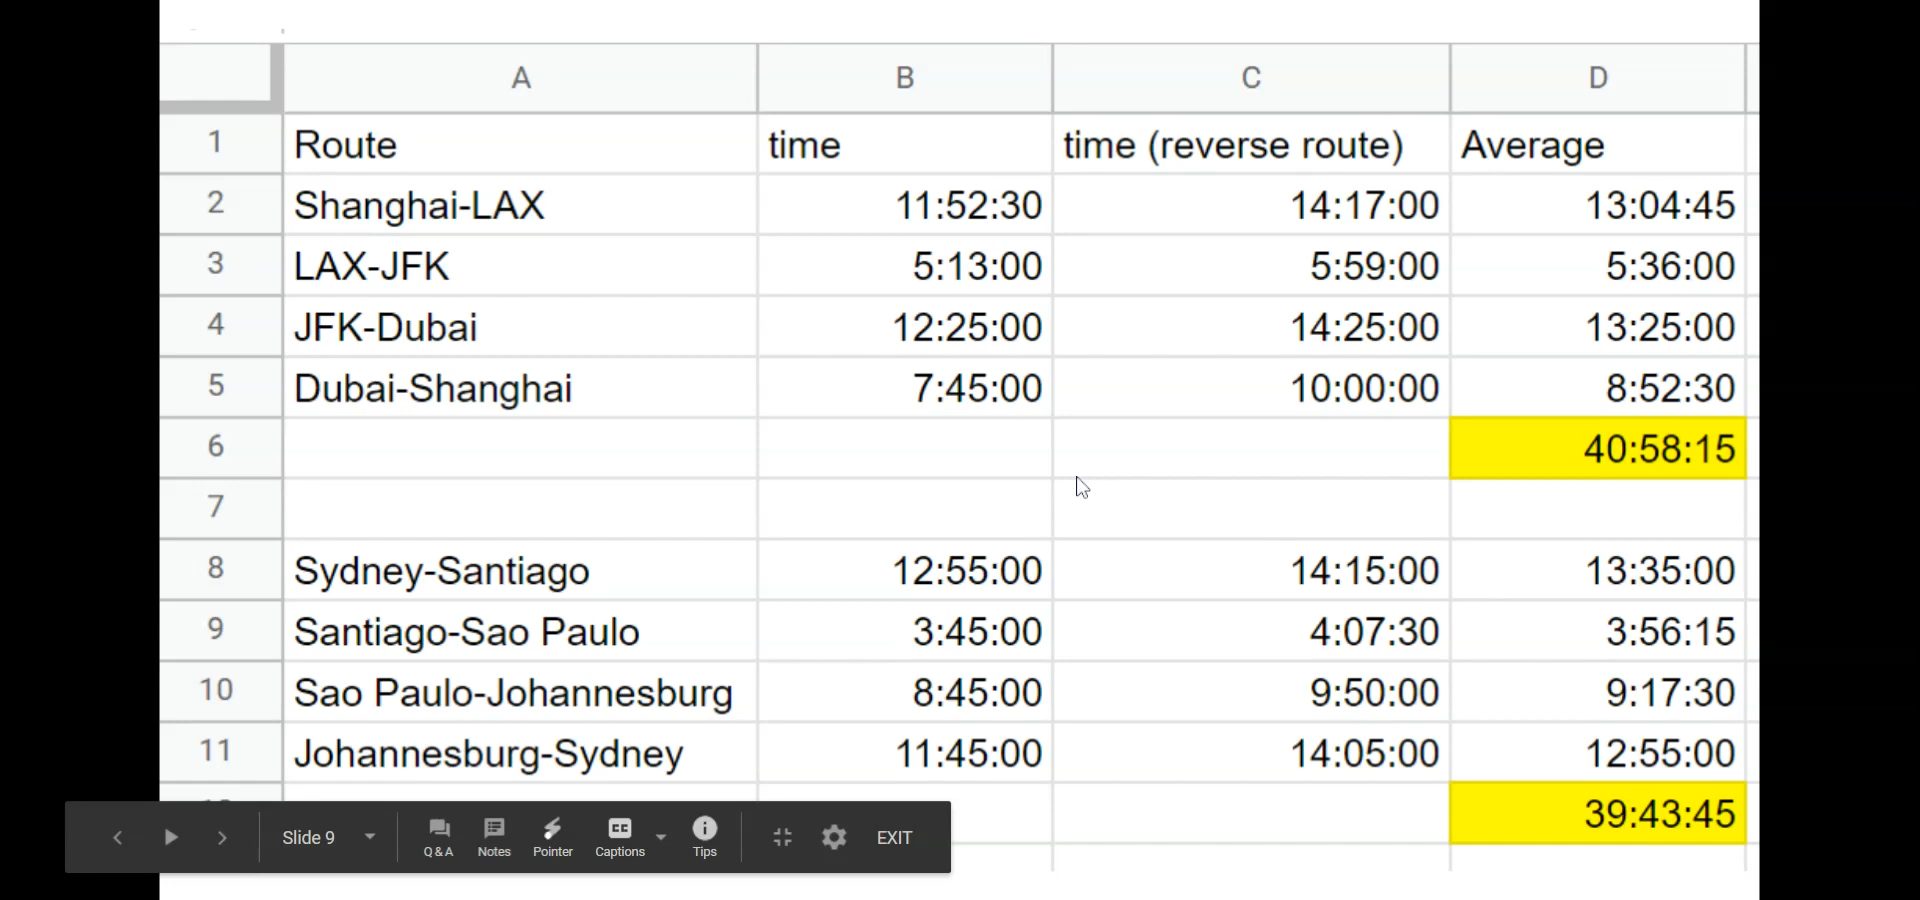 A B C D
1 Route time time (reverse route) Average
2 Shanghai-LAX 11:52:30 14:17:00 13:04:45
3 LAX-JFK 5:13:00 5:59:00 5:36:00
4 JFK-Dubai 12:25:00 14:25:00 13:25:00
5 Dubai-Shanghai 7:45:00 10:00:00 8:52:30
6 40:58:15
7
8 Sydney-Santiago 12:55:00 14:15:00 13:35:00
9 Santiago-Sao Paulo 3:45:00 4:07:30 3:56:15
10 Sao Paulo-Johannesburg 8:45:00 9:50:00 9:17:30
11 Johannesburg-Sydney 11:45:00 14:05:00 12:55:00
39:43:45
Slide 9 Q & A Notes Pointer CC Captions Tips EXIT